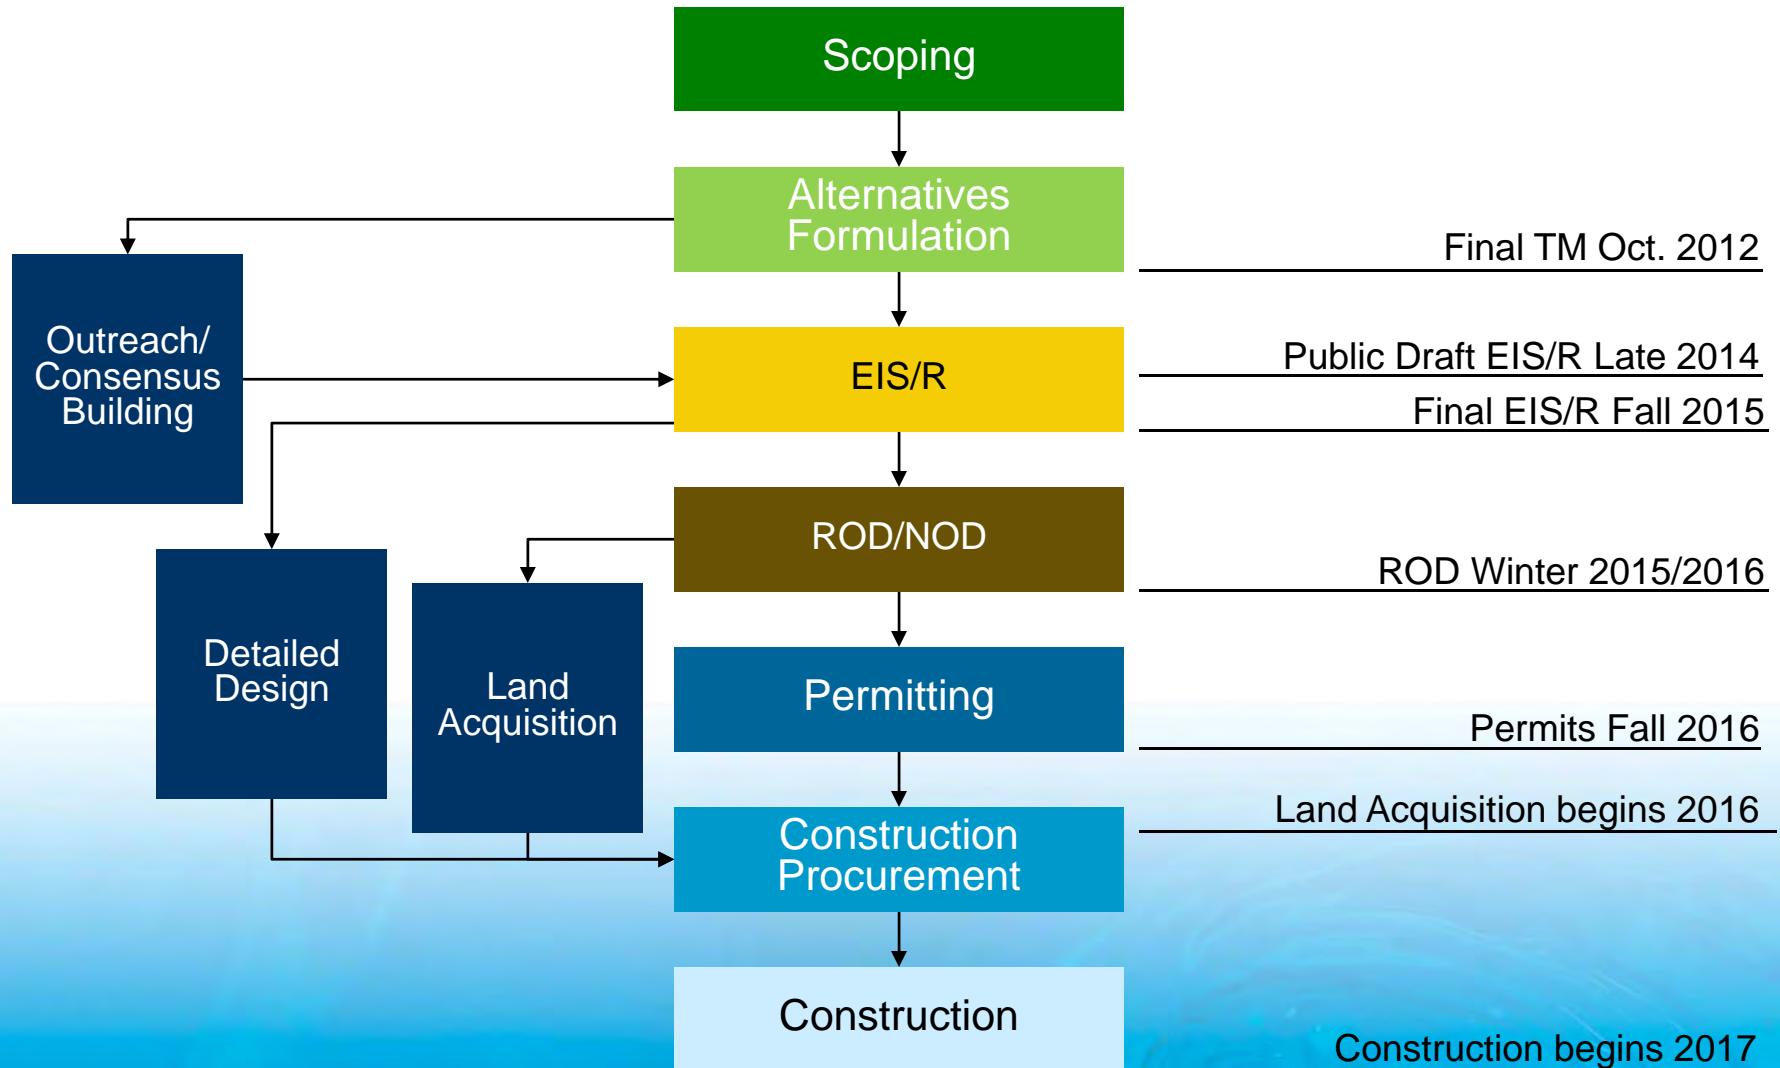 Scoping
Alternatives
Formulation
Final TM Oct. 2012
Outreach/
Consensus
Building
EIS/R
Public Draft EIS/R Late 2014
Final EIS/R Fall 2015
ROD/NOD
ROD Winter 2015/2016
Detailed
Design
Land
Acquisition
Permitting
Permits Fall 2016
Land Acquisition begins 2016
Construction
Procurement
Construction
Construction begins 2017